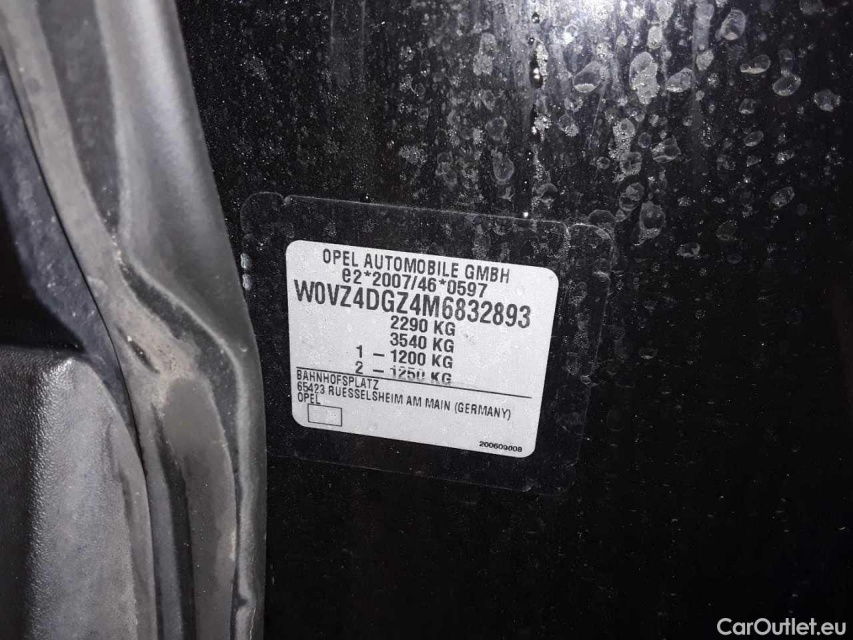 OPEL AUTOMOBILE GMBH
e2*2007/46*0597
W0VZ4DGZ4M6832893
2290 KG
3540 KG
1 - 1200 KG
2 - 1250 KG
BAHNHOFSPLATZ
65423 RUESSELSHEIM AM MAIN (GERMANY)
OPEL
200609008
CarOutlet.eu